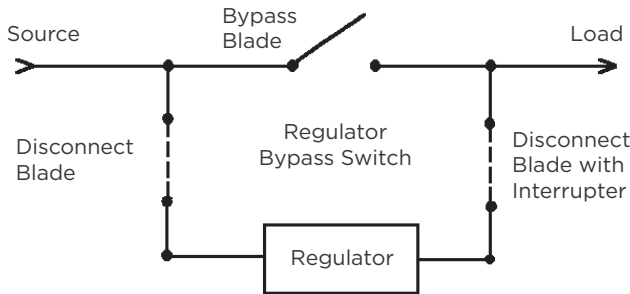 Source
Bypass
Blade
Load
Disconnect
Blade
Regulator
Bypass Switch
Disconnect
Blade with
Interrupter
Regulator